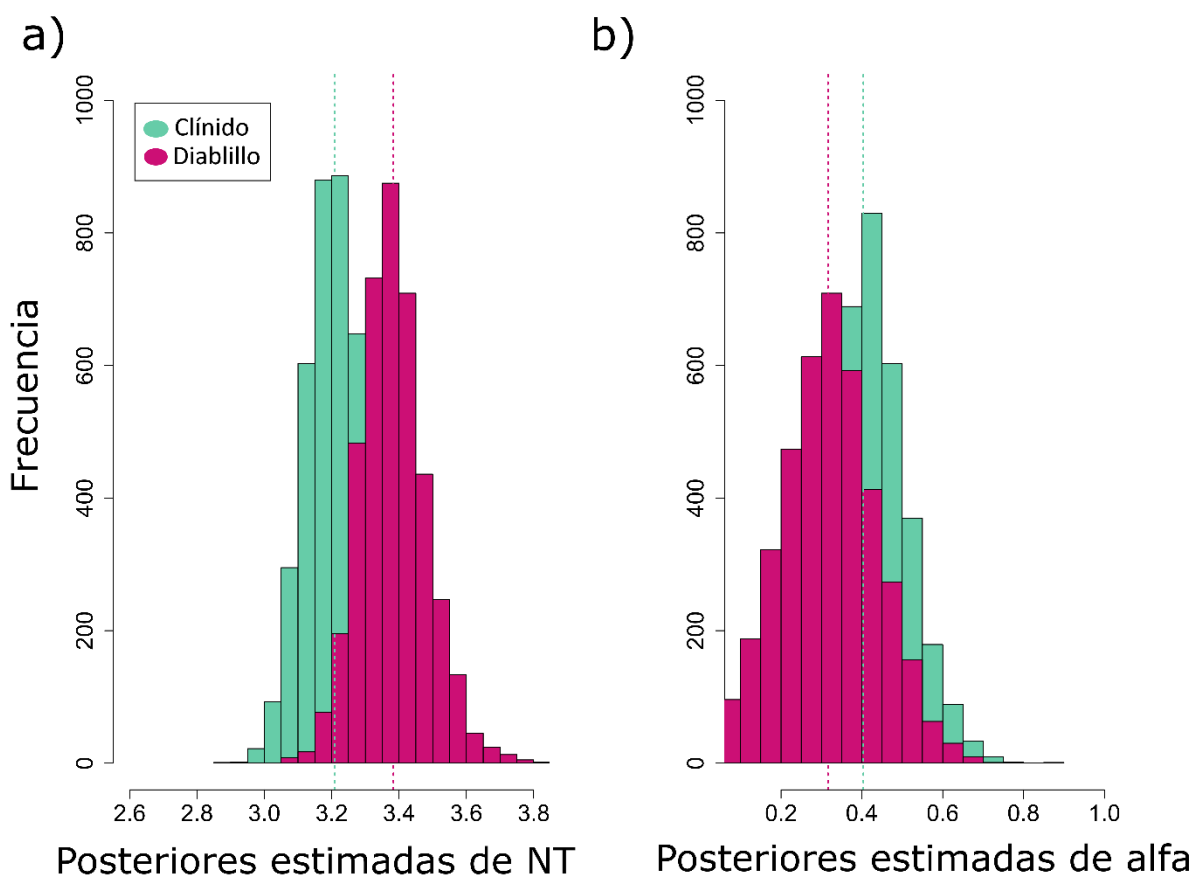 a)
Clínido
Diablillo
Frecuencia
0
200
400
600
800
1000
2.6 2.8 3.0 3.2 3.4 3.6 3.8
Posteriores estimadas de NT
b)
0
200
400
600
800
1000
0.2 0.4 0.6 0.8 1.0
Posteriores estimadas de alfa